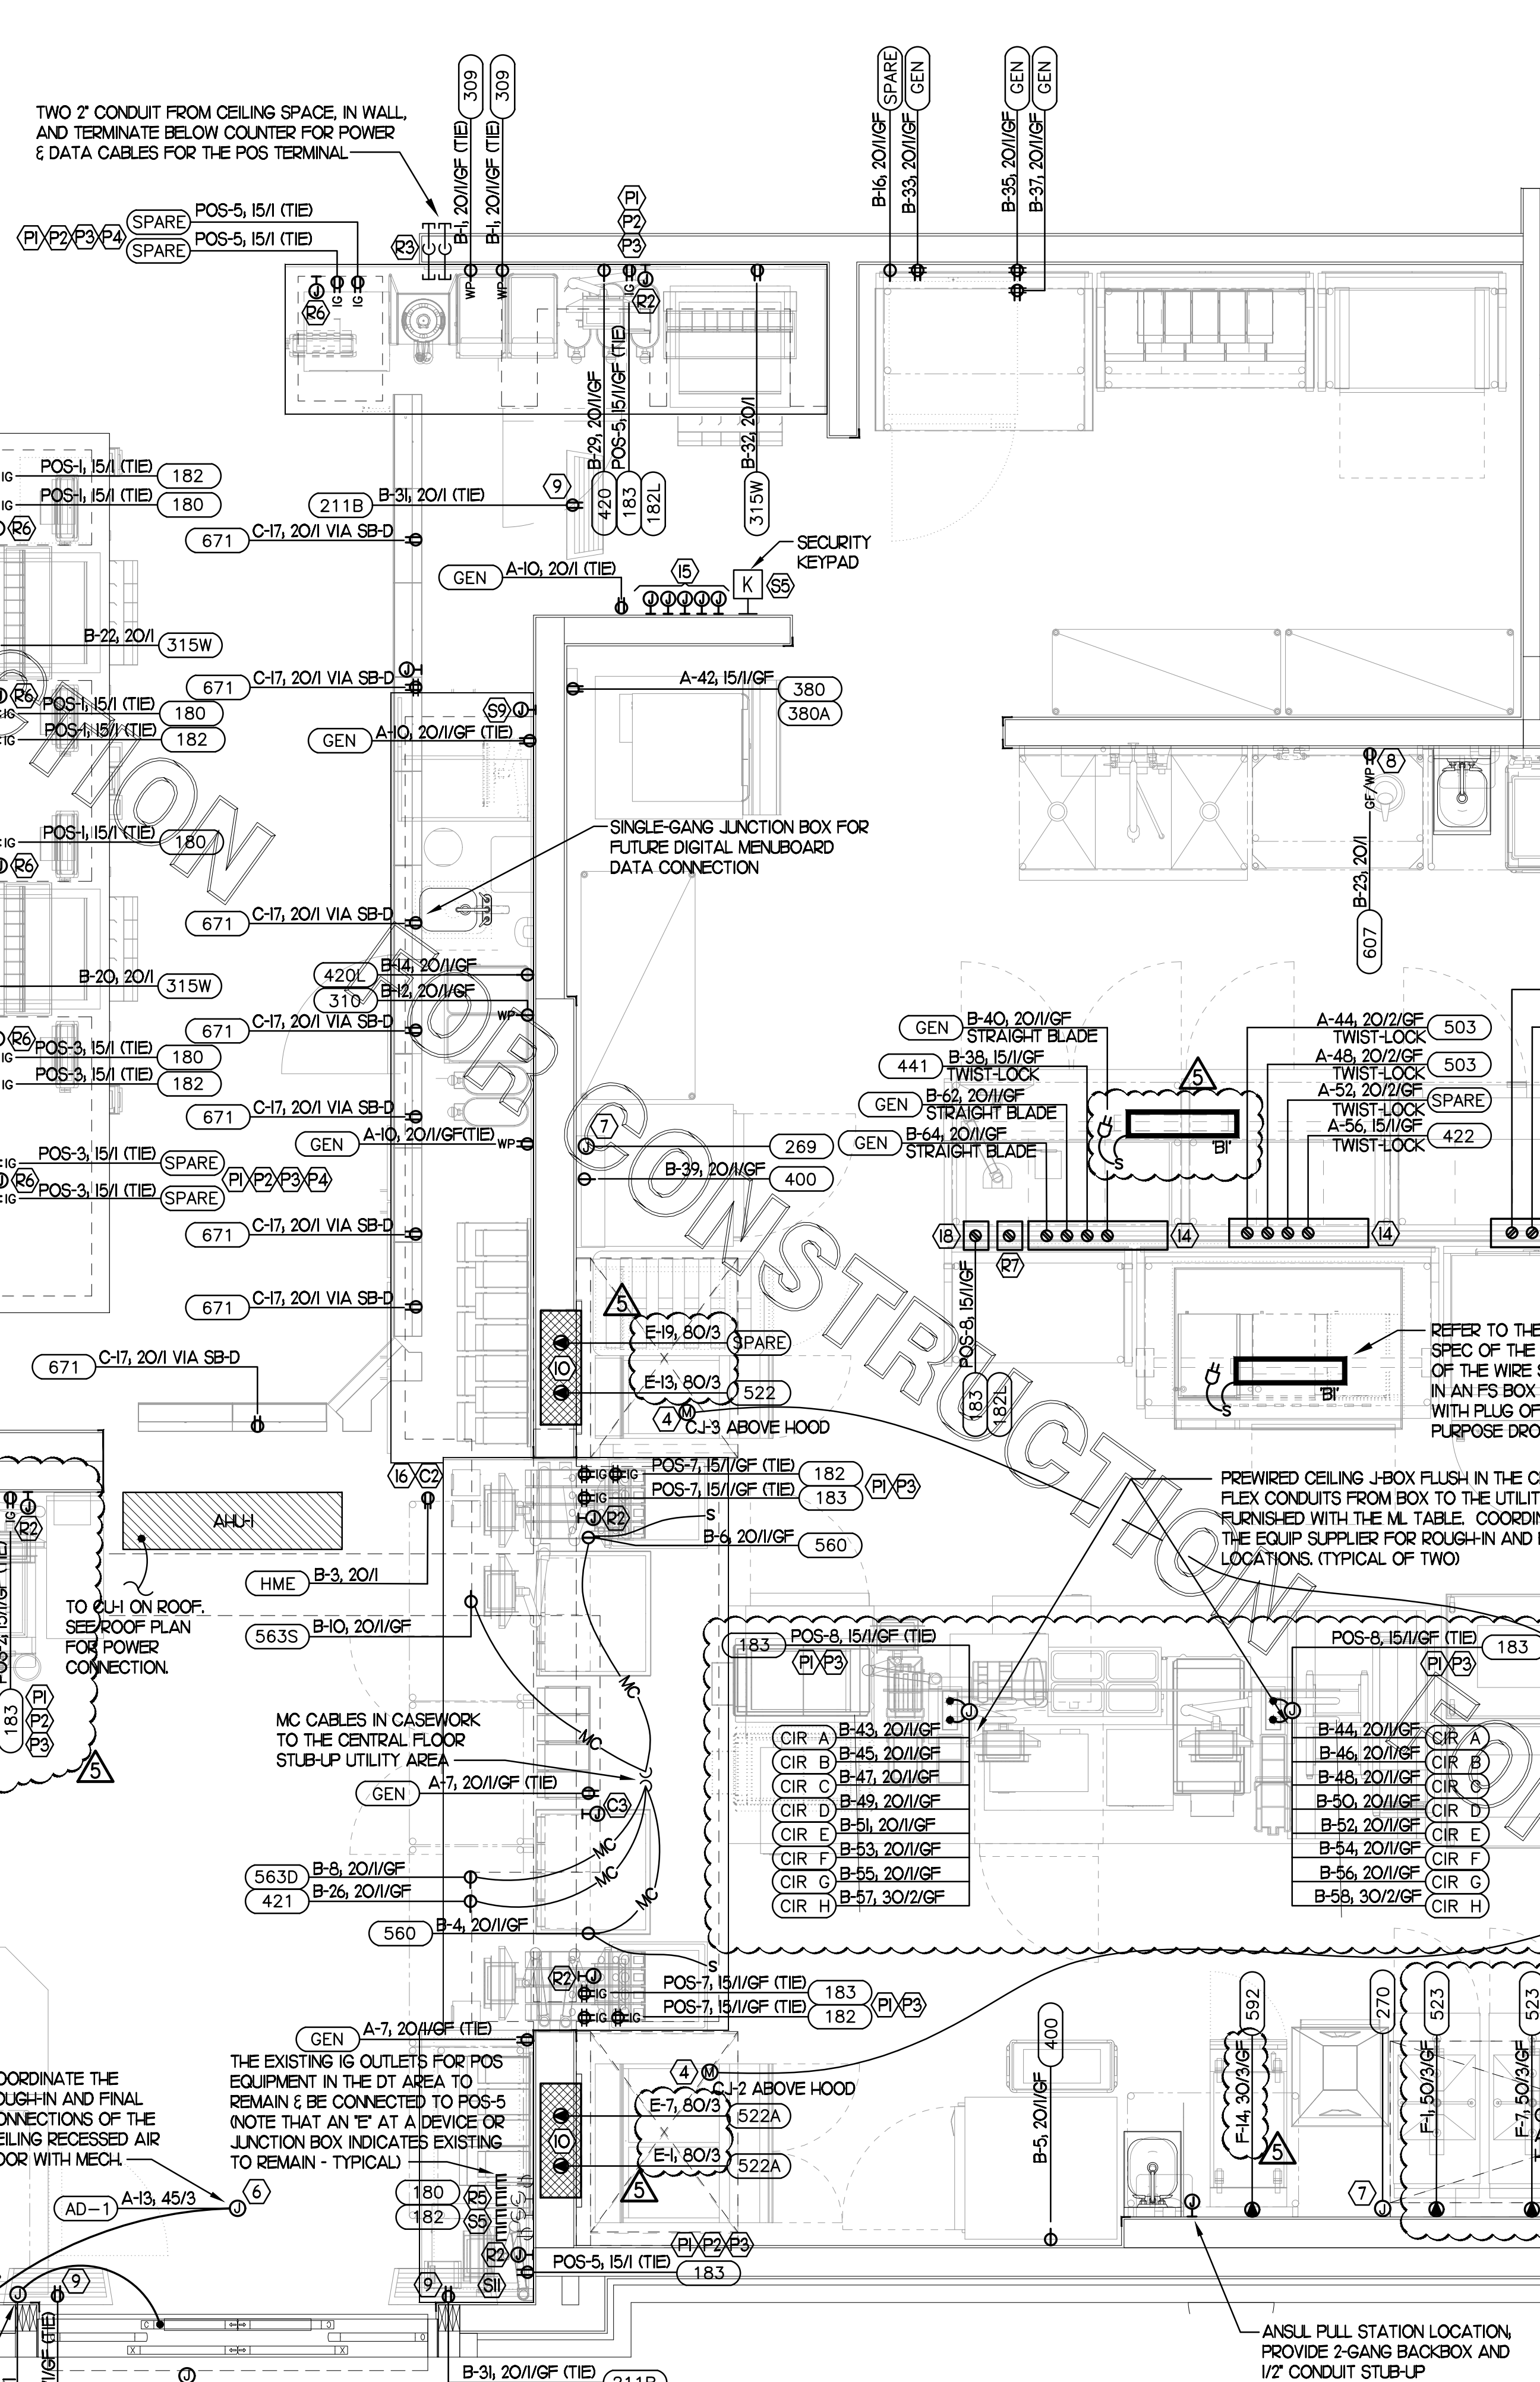 TWO 2" CONDUIT FROM CEILING SPACE, IN WALL,
AND TERMINATE BELOW COUNTER FOR POWER
& DATA CABLES FOR THE POS TERMINAL
309
309
B-1, 20/1/GF (TIE)
B-1, 20/1/GF (TIE)
SPARE
GEN
GEN
GEN
B-16, 20/1/GF
B-33, 20/1/GF
B-35, 20/1/GF
B-37, 20/1/GF
P1
P2
P3
P1 P2 P3 P4
SPARE
POS-5, 15/1 (TIE)
SPARE
POS-5, 15/1 (TIE)
R3
R6
IG
IG
WP
WP
IG
R2
B-29, 20/1/GF
POS-5, 15/1/GF (TIE)
B-32, 20/1
420
183
182L
315W
IG
POS-1, 15/1 (TIE)
182
IG
POS-1, 15/1 (TIE)
180
R6
211B
B-31, 20/1 (TIE)
9
671
C-17, 20/1 VIA SB-D
SECURITY
KEYPAD
GEN
A-10, 20/1 (TIE)
15
J J J J J
K
S5
B-22, 20/1
315W
671
C-17, 20/1 VIA SB-D
J
A-42, 15/1/GF
380
380A
R6
IG
POS-1, 15/1 (TIE)
180
IG
POS-1, 15/1 (TIE)
182
S9
J
GEN
A-10, 20/1/GF (TIE)
8
GF/WP
B-23, 20/1
607
IG
POS-1, 15/1 (TIE)
180
R6
SINGLE-GANG JUNCTION BOX FOR
FUTURE DIGITAL MENUBOARD
DATA CONNECTION
671
C-17, 20/1 VIA SB-D
B-20, 20/1
315W
420L
B-14, 20/1/GF
310
B-12, 20/1/GF
WP
671
C-17, 20/1 VIA SB-D
R6
IG
POS-3, 15/1 (TIE)
180
IG
POS-3, 15/1 (TIE)
182
671
C-17, 20/1 VIA SB-D
GEN
A-10, 20/1/GF(TIE)
WP
J
7
269
B-39, 20/1/GF
400
IG
POS-3, 15/1 (TIE)
SPARE
R6
IG
POS-3, 15/1 (TIE)
SPARE
P1 P2 P3 P4
GEN
B-40, 20/1/GF
STRAIGHT BLADE
441
B-38, 15/1/GF
TWIST-LOCK
GEN
B-62, 20/1/GF
STRAIGHT BLADE
GEN
B-64, 20/1/GF
STRAIGHT BLADE
5
S
'B1'
A-44, 20/2/GF
503
TWIST-LOCK
A-48, 20/2/GF
503
TWIST-LOCK
A-52, 20/2/GF
SPARE
TWIST-LOCK
A-56, 15/1/GF
422
TWIST-LOCK
18
R7
14
14
POS-8, 15/1/GF
183
182L
671
C-17, 20/1 VIA SB-D
671
C-17, 20/1 VIA SB-D
671
C-17, 20/1 VIA SB-D
5
E-19, 80/3
SPARE
10
E-13, 80/3
522
4
M
CJ-3 ABOVE HOOD
S
'B1'
REFER TO THE
SPEC OF THE
OF THE WIRE
IN AN FS BOX
WITH PLUG OF
PURPOSE
FOR CONSTRUCTION
PREWIRED CEILING J-BOX FLUSH IN THE
FLEX CONDUITS FROM BOX TO THE
FURNISHED WITH THE ML TABLE.
THE EQUIP SUPPLIER FOR ROUGH-IN AND
LOCATIONS. (TYPICAL OF TWO)
16 C2
IG
IG
POS-7, 15/1/GF (TIE)
182
IG
POS-7, 15/1/GF (TIE)
183
P1 P3
J
R2
S
B-6, 20/1/GF
560
IG
J
R2
AHU-1
TO CU-1 ON ROOF.
SEE ROOF PLAN
FOR POWER
CONNECTION.
HME
B-3, 20/1
563S
B-10, 20/1/GF
183
P1
P2
P3
5
MC
MC
MC CABLES IN CASEWORK
TO THE CENTRAL FLOOR
STUB-UP UTILITY AREA
GEN
A-7, 20/1/GF (TIE)
J
C3
563D
B-8, 20/1/GF
421
B-26, 20/1/GF
MC
MC
MC
560
B-4, 20/1/GF
S
183
POS-8, 15/1/GF (TIE)
P1 P3
J
CIR A
B-43, 20/1/GF
CIR B
B-45, 20/1/GF
CIR C
B-47, 20/1/GF
CIR D
B-49, 20/1/GF
CIR E
B-51, 20/1/GF
CIR F
B-53, 20/1/GF
CIR G
B-55, 20/1/GF
CIR H
B-57, 30/2/GF
POS-8, 15/1/GF (TIE)
183
P1 P3
J
B-44, 20/1/GF
CIR A
B-46, 20/1/GF
CIR B
B-48, 20/1/GF
CIR C
B-50, 20/1/GF
CIR D
B-52, 20/1/GF
CIR E
B-54, 20/1/GF
CIR F
B-56, 20/1/GF
CIR G
B-58, 30/2/GF
CIR H
R2
J
IG
POS-7, 15/1/GF (TIE)
183
IG
IG
POS-7, 15/1/GF (TIE)
182
P1 P3
GEN
A-7, 20/1/GF (TIE)
THE EXISTING IG OUTLETS FOR POS
EQUIPMENT IN THE DT AREA TO
REMAIN & BE CONNECTED TO POS-5
(NOTE THAT AN "E" AT A DEVICE OR
JUNCTION BOX INDICATES EXISTING
TO REMAIN - TYPICAL)
4
M
CJ-2 ABOVE HOOD
E-7, 80/3
522A
10
E-1, 80/3
522A
5
THE
AND FINAL
OF THE
RECESSED AIR
WITH MECH.
AD-1
A-13, 45/3
J
6
180
182
R5
S5
R2
J
S11
POS-5, 15/1 (TIE)
183
P1 P2 P3
9
J
9
C
O
X
X
J
B-31, 20/1/GF (TIE)
211B
400
B-5, 20/1/GF
592
F-14, 30/3/GF
5
J
270
7
J
523
F-1, 50/3/GF
523
F-7, 50/3/GF
ANSUL PULL STATION LOCATION,
PROVIDE 2-GANG BACKBOX AND
1/2" CONDUIT STUB-UP